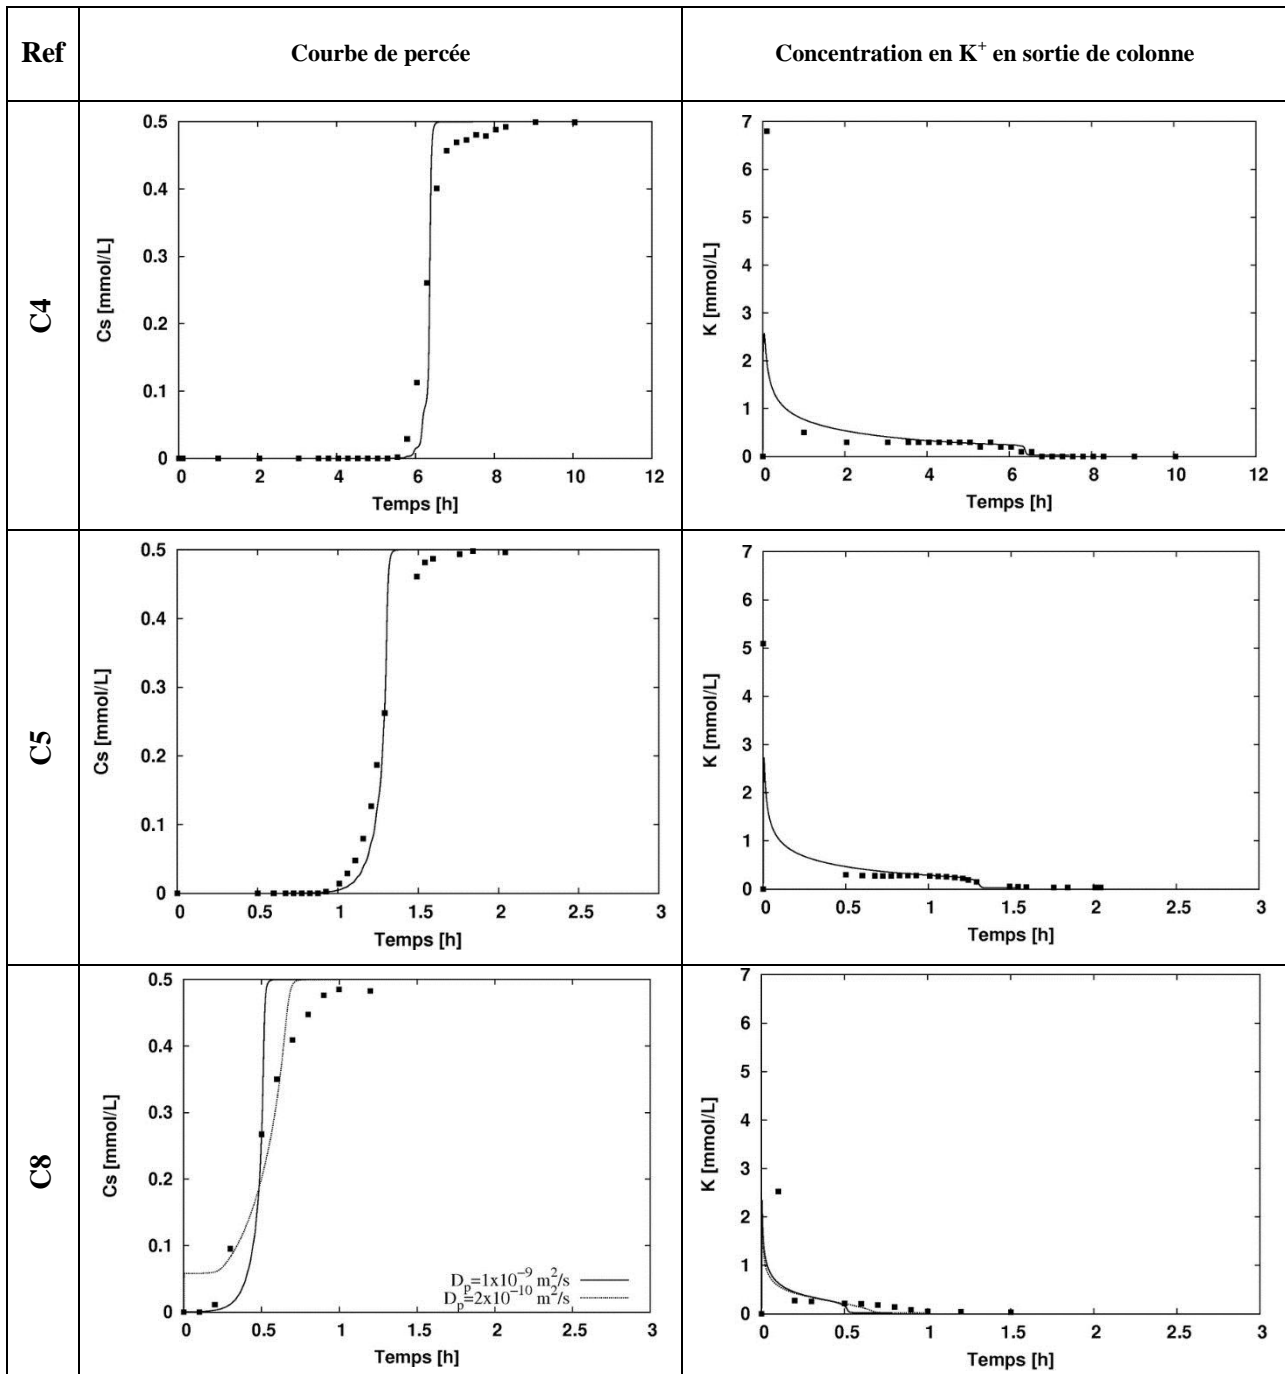 Ref
Courbe de percée
Concentration en K+ en sortie de colonne
C4
0.5
0.4
0.3
0.2
0.1
0
0 2 4 6 8 10 12
Cs [mmol/L]
Temps [h]
7
6
5
4
3
2
1
0
0 2 4 6 8 10 12
K [mmol/L]
Temps [h]
C5
0.5
0.4
0.3
0.2
0.1
0
0 0.5 1 1.5 2 2.5 3
Cs [mmol/L]
Temps [h]
7
6
5
4
3
2
1
0
0 0.5 1 1.5 2 2.5 3
K [mmol/L]
Temps [h]
C8
0.5
0.4
0.3
0.2
0.1
0
0 0.5 1 1.5 2 2.5 3
Cs [mmol/L]
Dp=1x10^-9 m^2/s
Dp=2x10^-10 m^2/s
Temps [h]
7
6
5
4
3
2
1
0
0 0.5 1 1.5 2 2.5 3
K [mmol/L]
Temps [h]